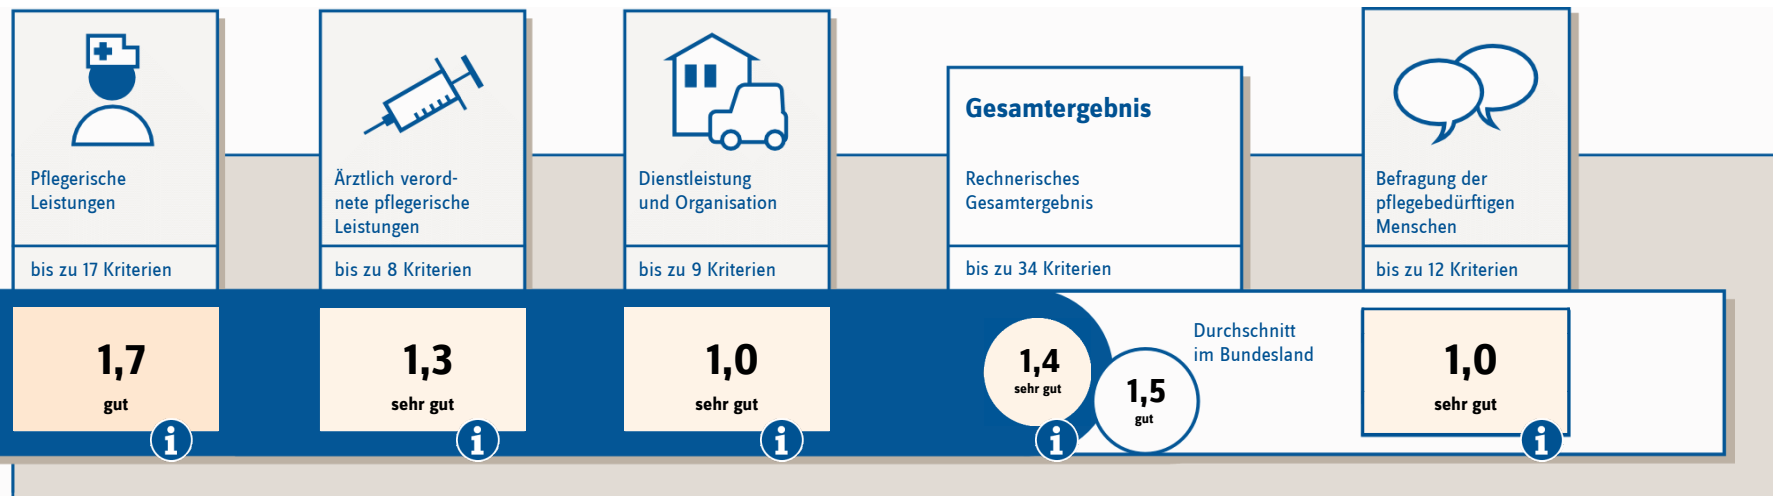 Pflegerische
Leistungen
bis zu 17 Kriterien
1,7
gut
i
Ärztlich verord-
nete pflegerische
Leistungen
bis zu 8 Kriterien
1,3
sehr gut
i
Dienstleistung
und Organisation
bis zu 9 Kriterien
1,0
sehr gut
i
Gesamtergebnis
Rechnerisches
Gesamtergebnis
bis zu 34 Kriterien
1,4
sehr gut
i
1,5
gut
Durchschnitt
im Bundesland
Befragung der
pflegebedürftigen
Menschen
bis zu 12 Kriterien
1,0
sehr gut
i